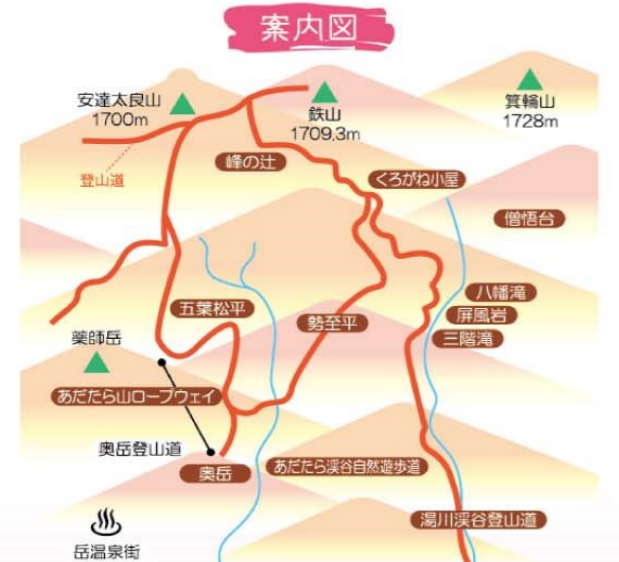 案内図
安達太良山
1700m
鉄山
1709.3m
箕輪山
1728m
登山道
峰の辻
くろがね小屋
僧悟台
八幡滝
屏風岩
三階滝
五葉松平
勢至平
薬師岳
あだたら山ロープウェイ
奥岳登山道
奥岳
あだたら渓谷自然遊歩道
湯川渓谷登山道
岳温泉街